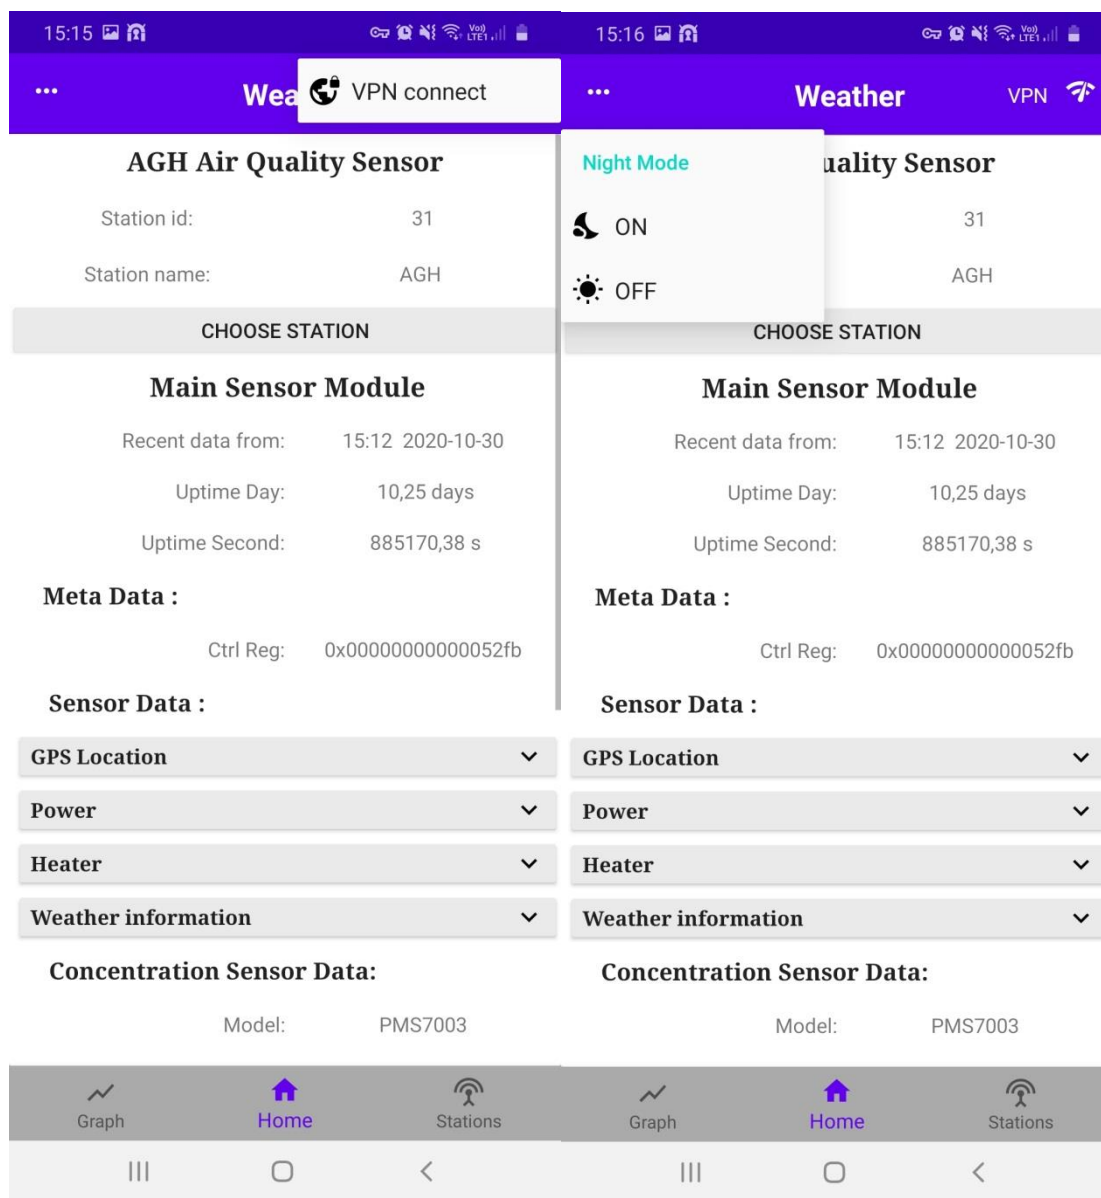 15:15 Vo)) LTE1
Wea VPN connect
AGH Air Quality Sensor
Station id: 31
Station name: AGH
CHOOSE STATION
Main Sensor Module
Recent data from: 15:12 2020-10-30
Uptime Day: 10,25 days
Uptime Second: 885170,38 s
Meta Data :
Ctrl Reg: 0x00000000000052fb
Sensor Data :
GPS Location
Power
Heater
Weather information
Concentration Sensor Data:
Model: PMS7003
Graph Home Stations
15:16 Vo)) LTE1
Weather VPN
Night Mode
ON
OFF
uality Sensor
31
AGH
CHOOSE STATION
Main Sensor Module
Recent data from: 15:12 2020-10-30
Uptime Day: 10,25 days
Uptime Second: 885170,38 s
Meta Data :
Ctrl Reg: 0x00000000000052fb
Sensor Data :
GPS Location
Power
Heater
Weather information
Concentration Sensor Data:
Model: PMS7003
Graph Home Stations